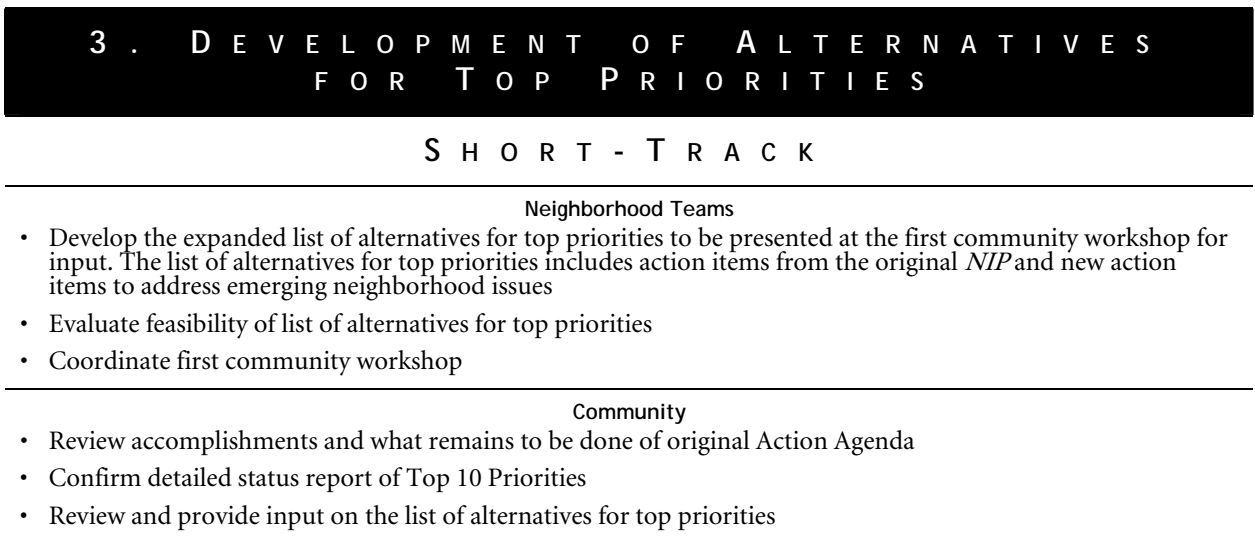 3. DEVELOPMENT OF ALTERNATIVES
FOR TOP PRIORITIES
SHORT-TRACK
Neighborhood Teams
• Develop the expanded list of alternatives for top priorities to be presented at the first community workshop for
input. The list of alternatives for top priorities includes action items from the original NIP and new action
items to address emerging neighborhood issues
• Evaluate feasibility of list of alternatives for top priorities
• Coordinate first community workshop
Community
• Review accomplishments and what remains to be done of original Action Agenda
• Confirm detailed status report of Top 10 Priorities
• Review and provide input on the list of alternatives for top priorities